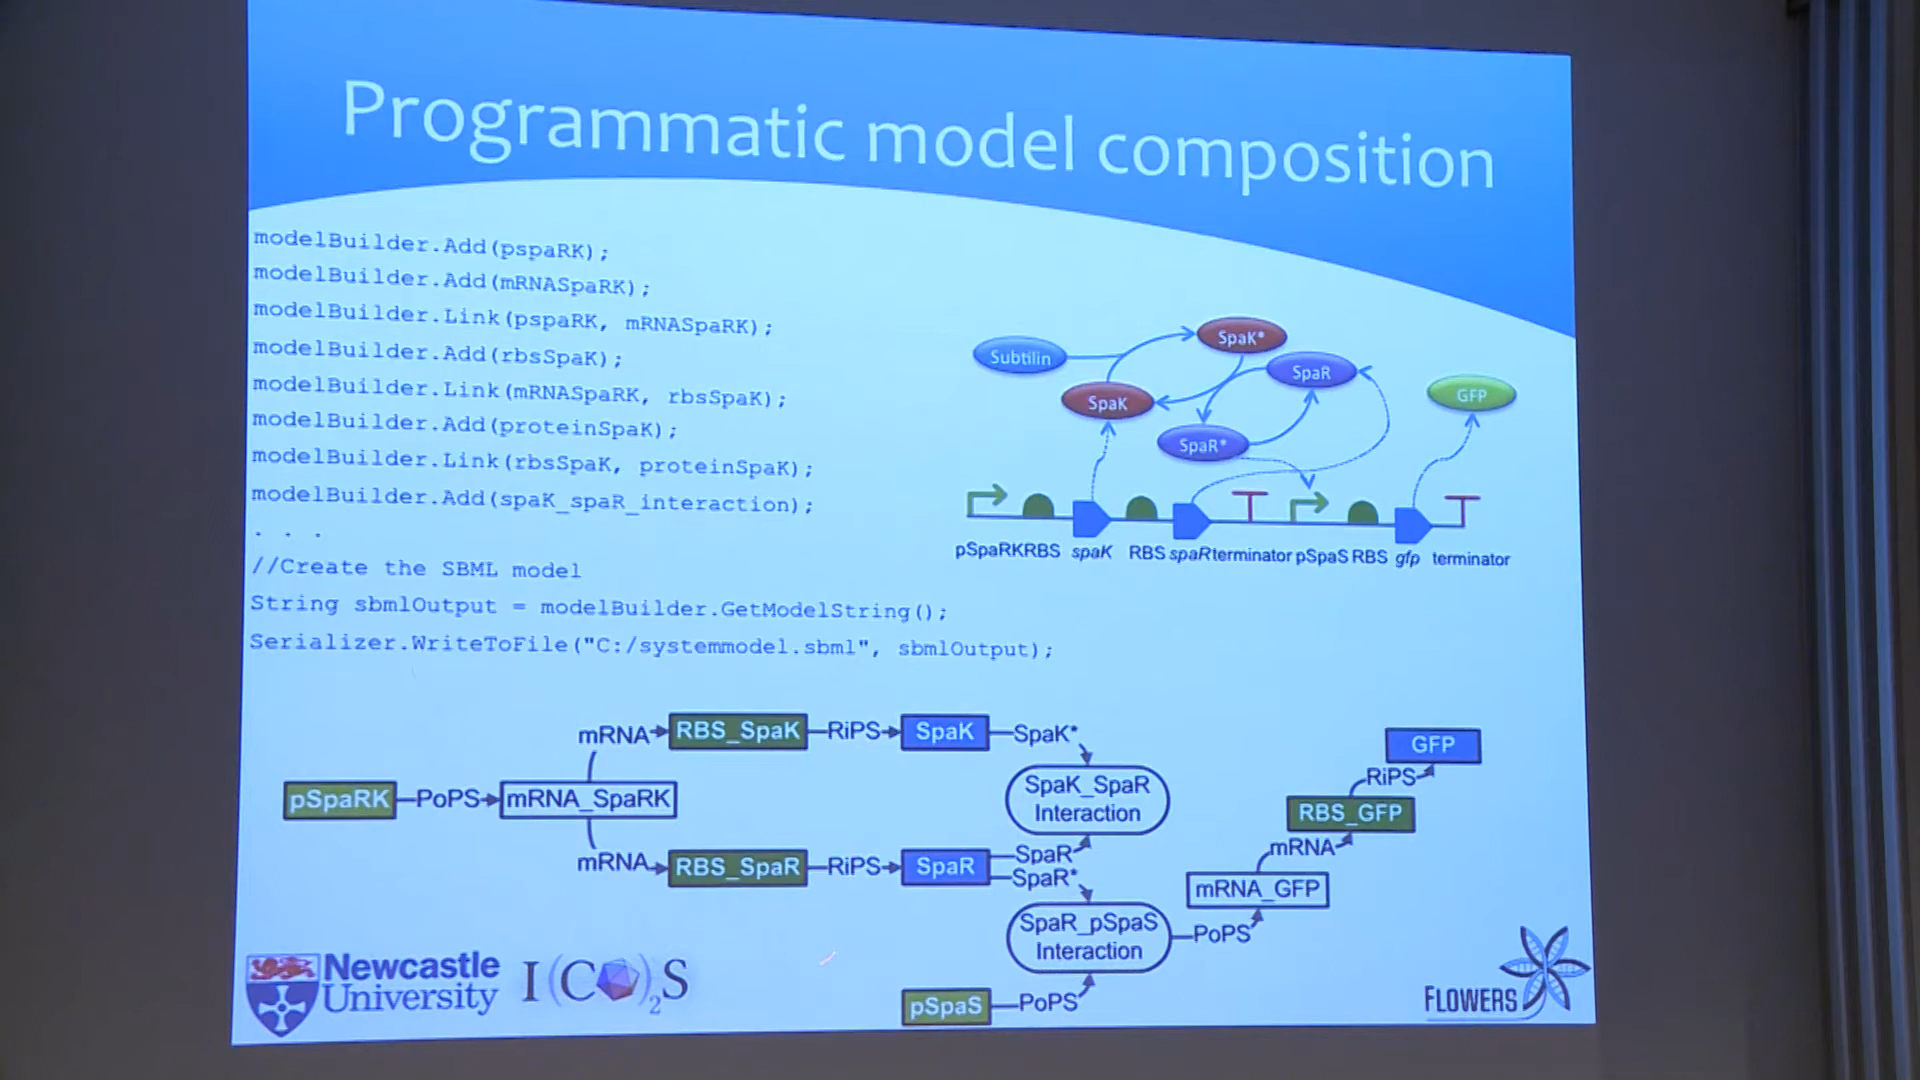 Programmatic model composition
modelBuilder.Add(pspaRK);
modelBuilder.Add(mRNASpaRK);
modelBuilder.Link(pspaRK, mRNASpaRK);
modelBuilder.Add(rbsSpaK);
modelBuilder.Link(mRNASpaRK, rbsSpaK);
modelBuilder.Add(proteinSpaK);
modelBuilder.Link(rbsSpaK, proteinSpaK);
modelBuilder.Add(spaK_spaR_interaction);
. . .
//Create the SBML model
String sbmlOutput = modelBuilder.GetModelString();
Serializer.WriteToFile("C:/systemmodel.sbml", sbmlOutput);
Subtilin
SpaK*
SpaR
SpaK
GFP
SpaR*
pSpaRK RBS spaK RBS spaR terminator pSpaS RBS gfp terminator
mRNA RBS_SpaK RiPS SpaK SpaK*
GFP
RiPS
pSpaRK PoPS mRNA_SpaRK
SpaK_SpaR
Interaction
RBS_GFP
mRNA
mRNA RBS_SpaR RiPS SpaR SpaR
SpaR*
mRNA_GFP
SpaR_pSpaS
Interaction
PoPS
pSpaS PoPS
Newcastle
University
I(C)2S
FLOWERS